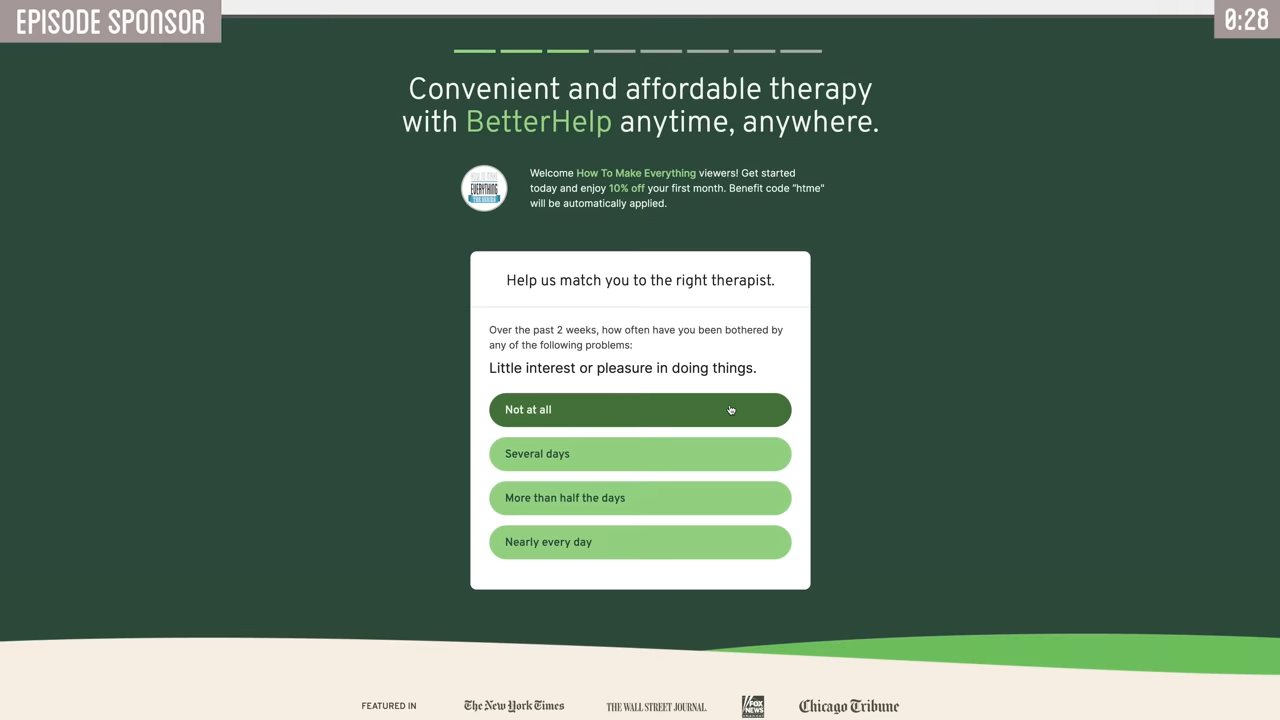 EPISODE SPONSOR
0:28
Convenient and affordable therapy
with BetterHelp anytime, anywhere.
EVERYTHING
Welcome How To Make Everything viewers! Get started
today and enjoy 10% off your first month. Benefit code "htme"
will be automatically applied.
Help us match you to the right therapist.
Over the past 2 weeks, how often have you been bothered by
any of the following problems:
Little interest or pleasure in doing things.
Not at all
Several days
More than half the days
Nearly every day
FEATURED IN
The New York Times
THE WALL STREET JOURNAL.
FOX
NEWS
Chicago Tribune